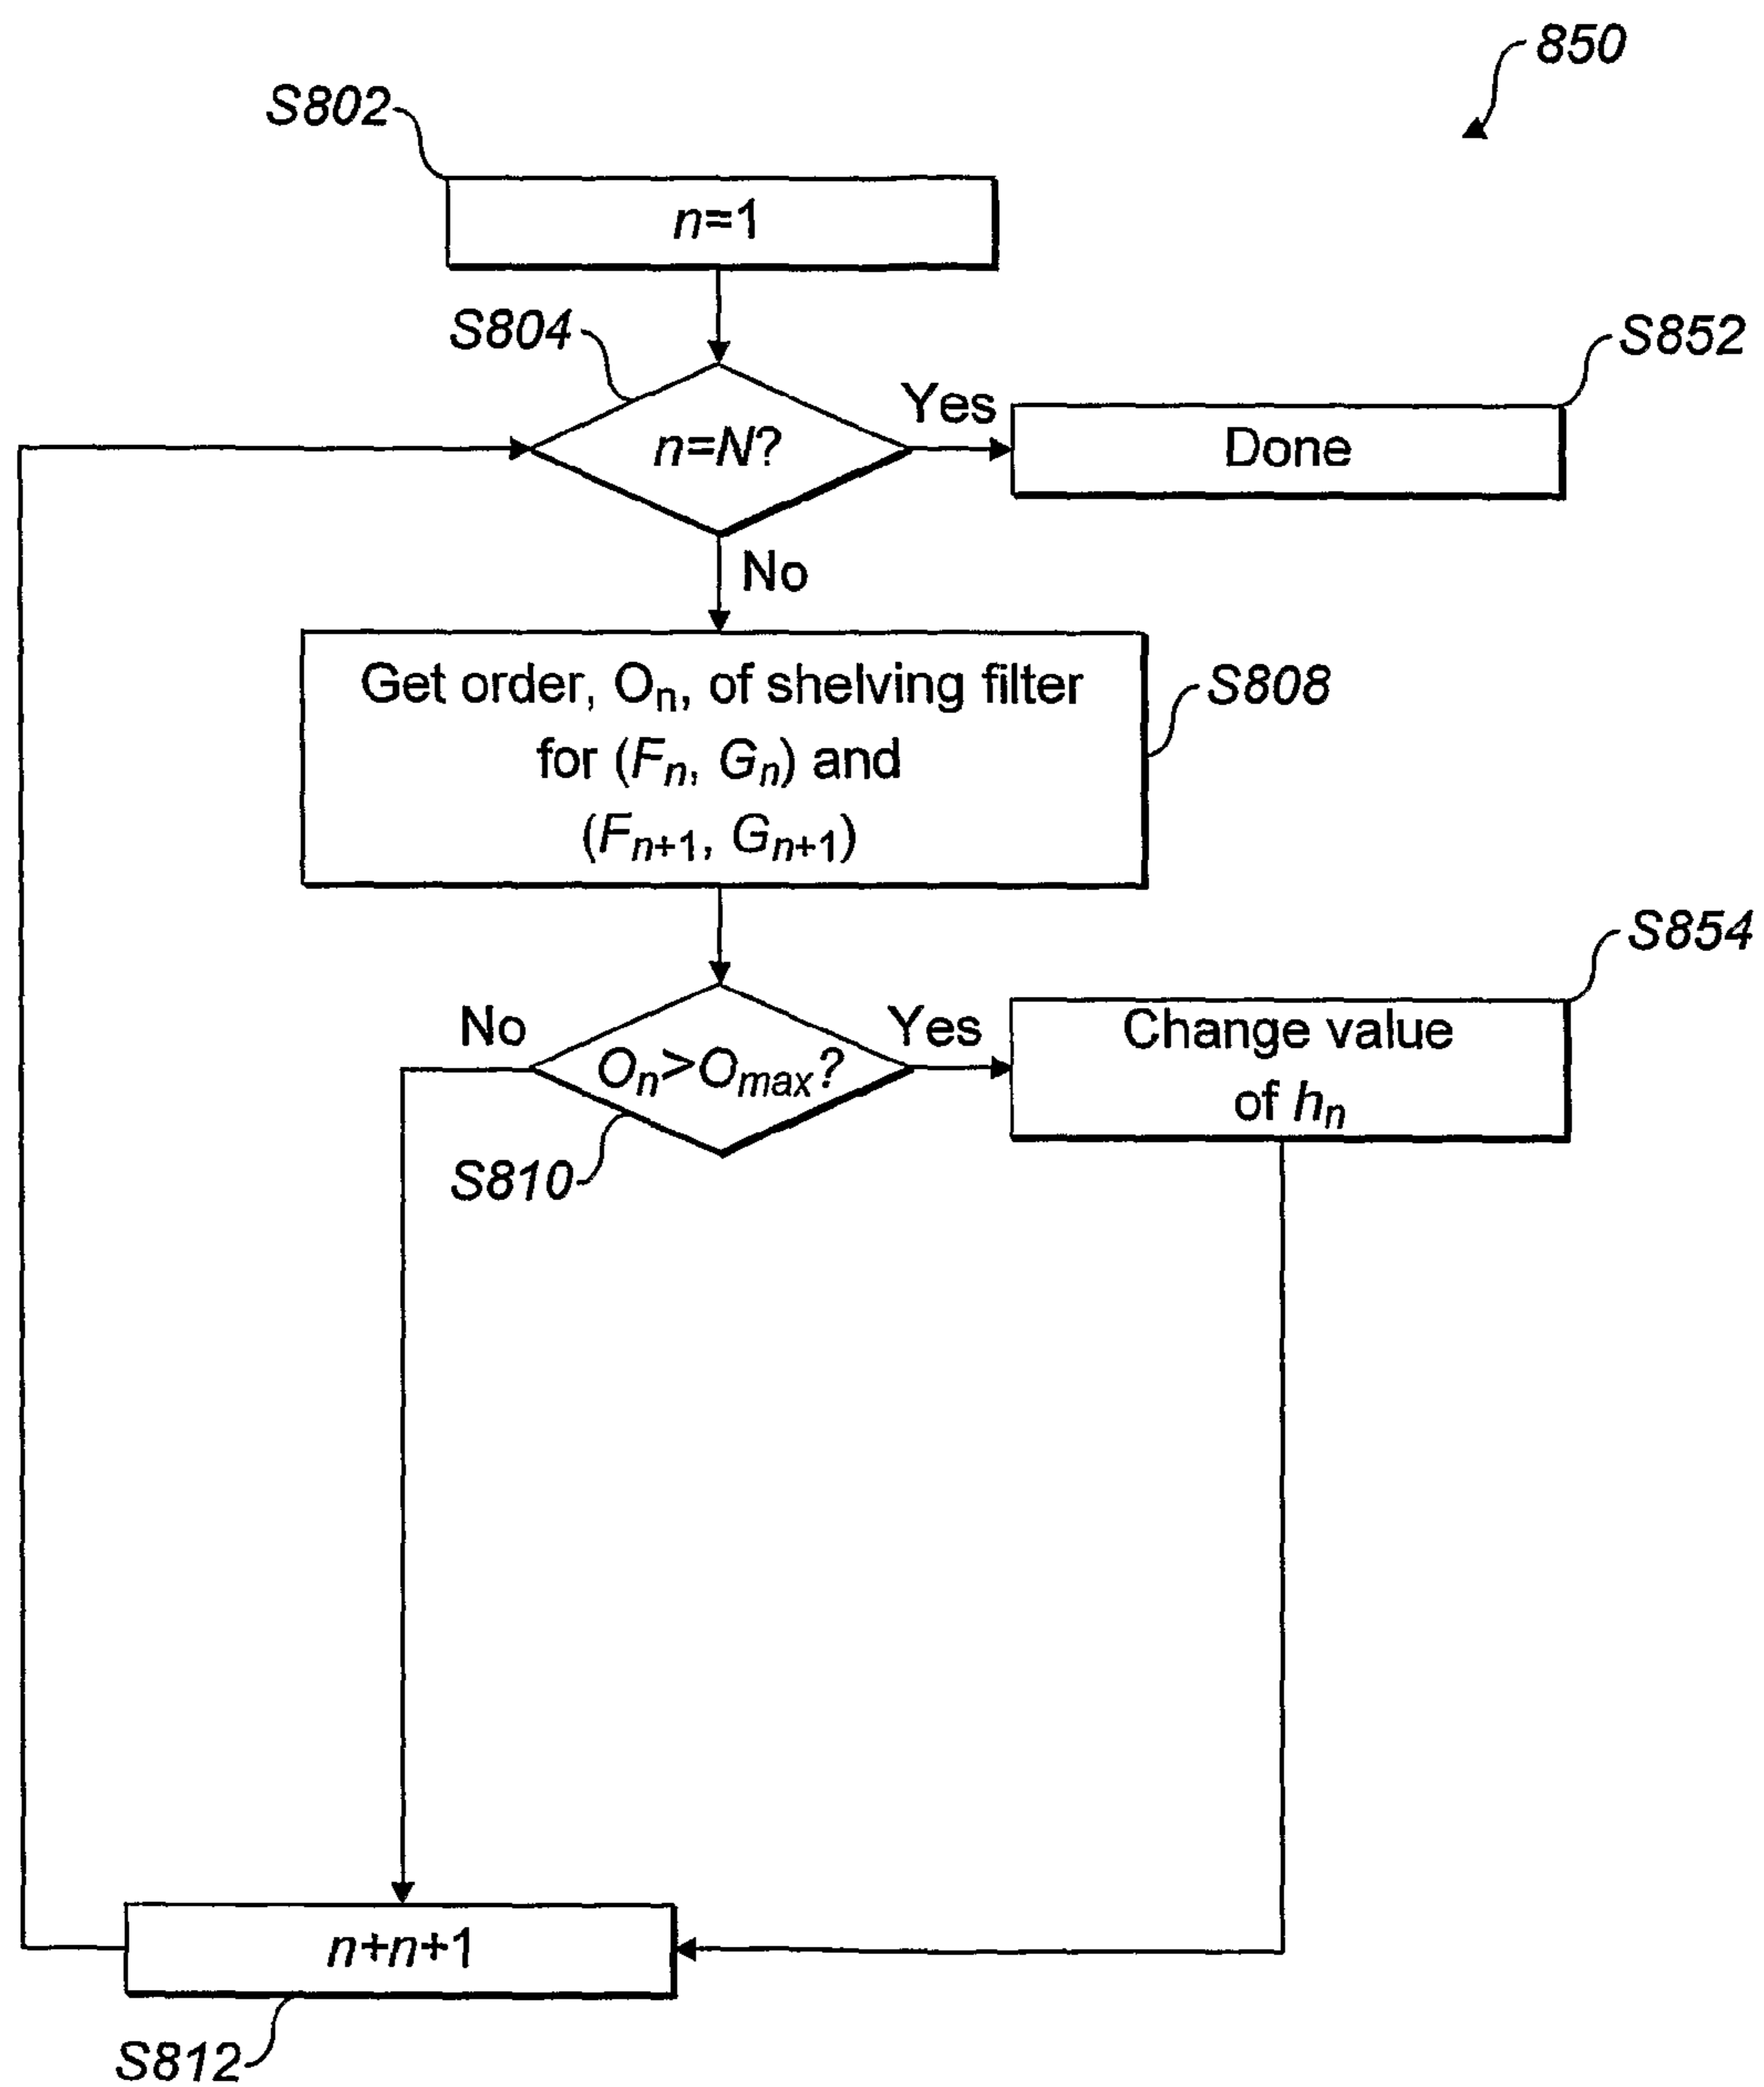 850
S802
n=1
S804
S852
Yes
n=N?
Done
No
Get order, Oₙ, of shelving filter
for (Fₙ, Gₙ) and
(Fₙ₊₁, Gₙ₊₁)
S808
S854
No
Yes
Change value
of hₙ
Oₙ>Oₘₐₓ?
S810
n+n+1
S812